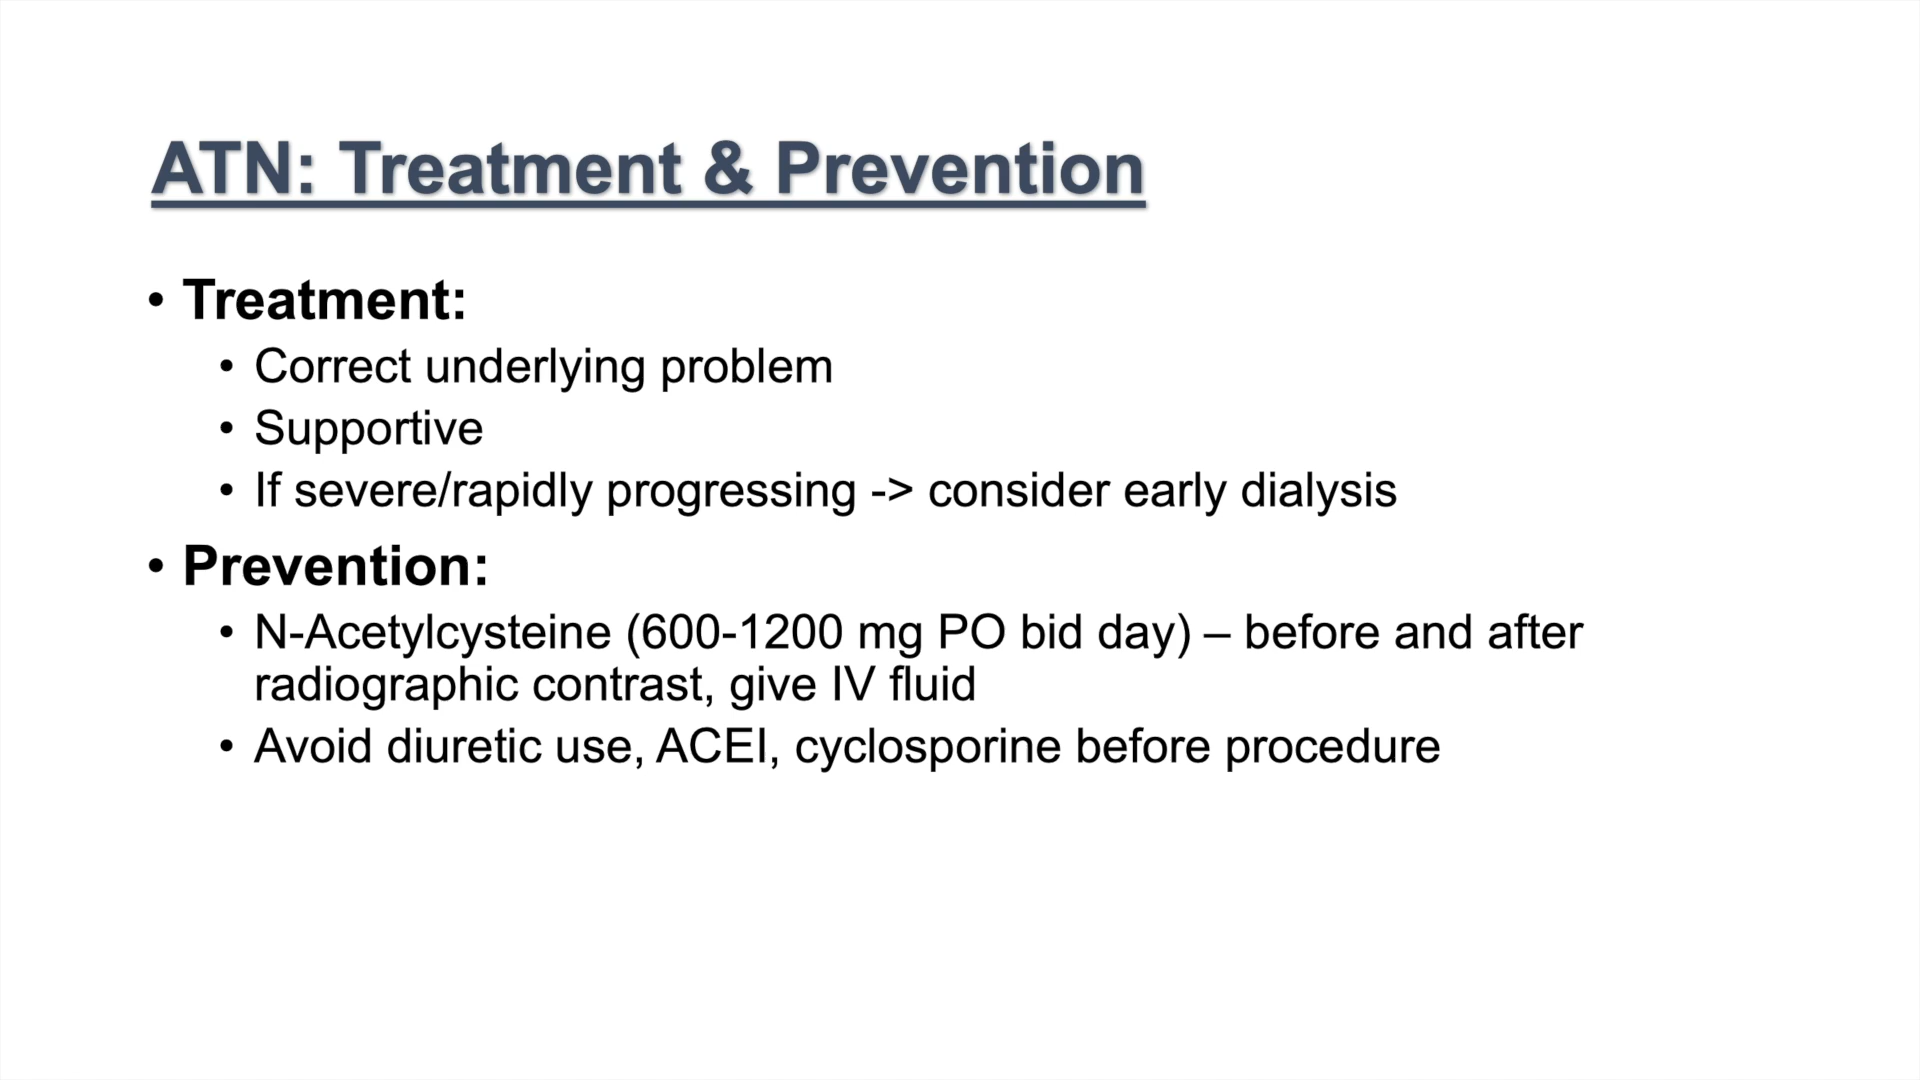 ATN: Treatment & Prevention
• Treatment:
• Correct underlying problem
• Supportive
• If severe/rapidly progressing -> consider early dialysis
• Prevention:
• N-Acetylcysteine (600-1200 mg PO bid day) – before and after
radiographic contrast, give IV fluid
• Avoid diuretic use, ACEI, cyclosporine before procedure